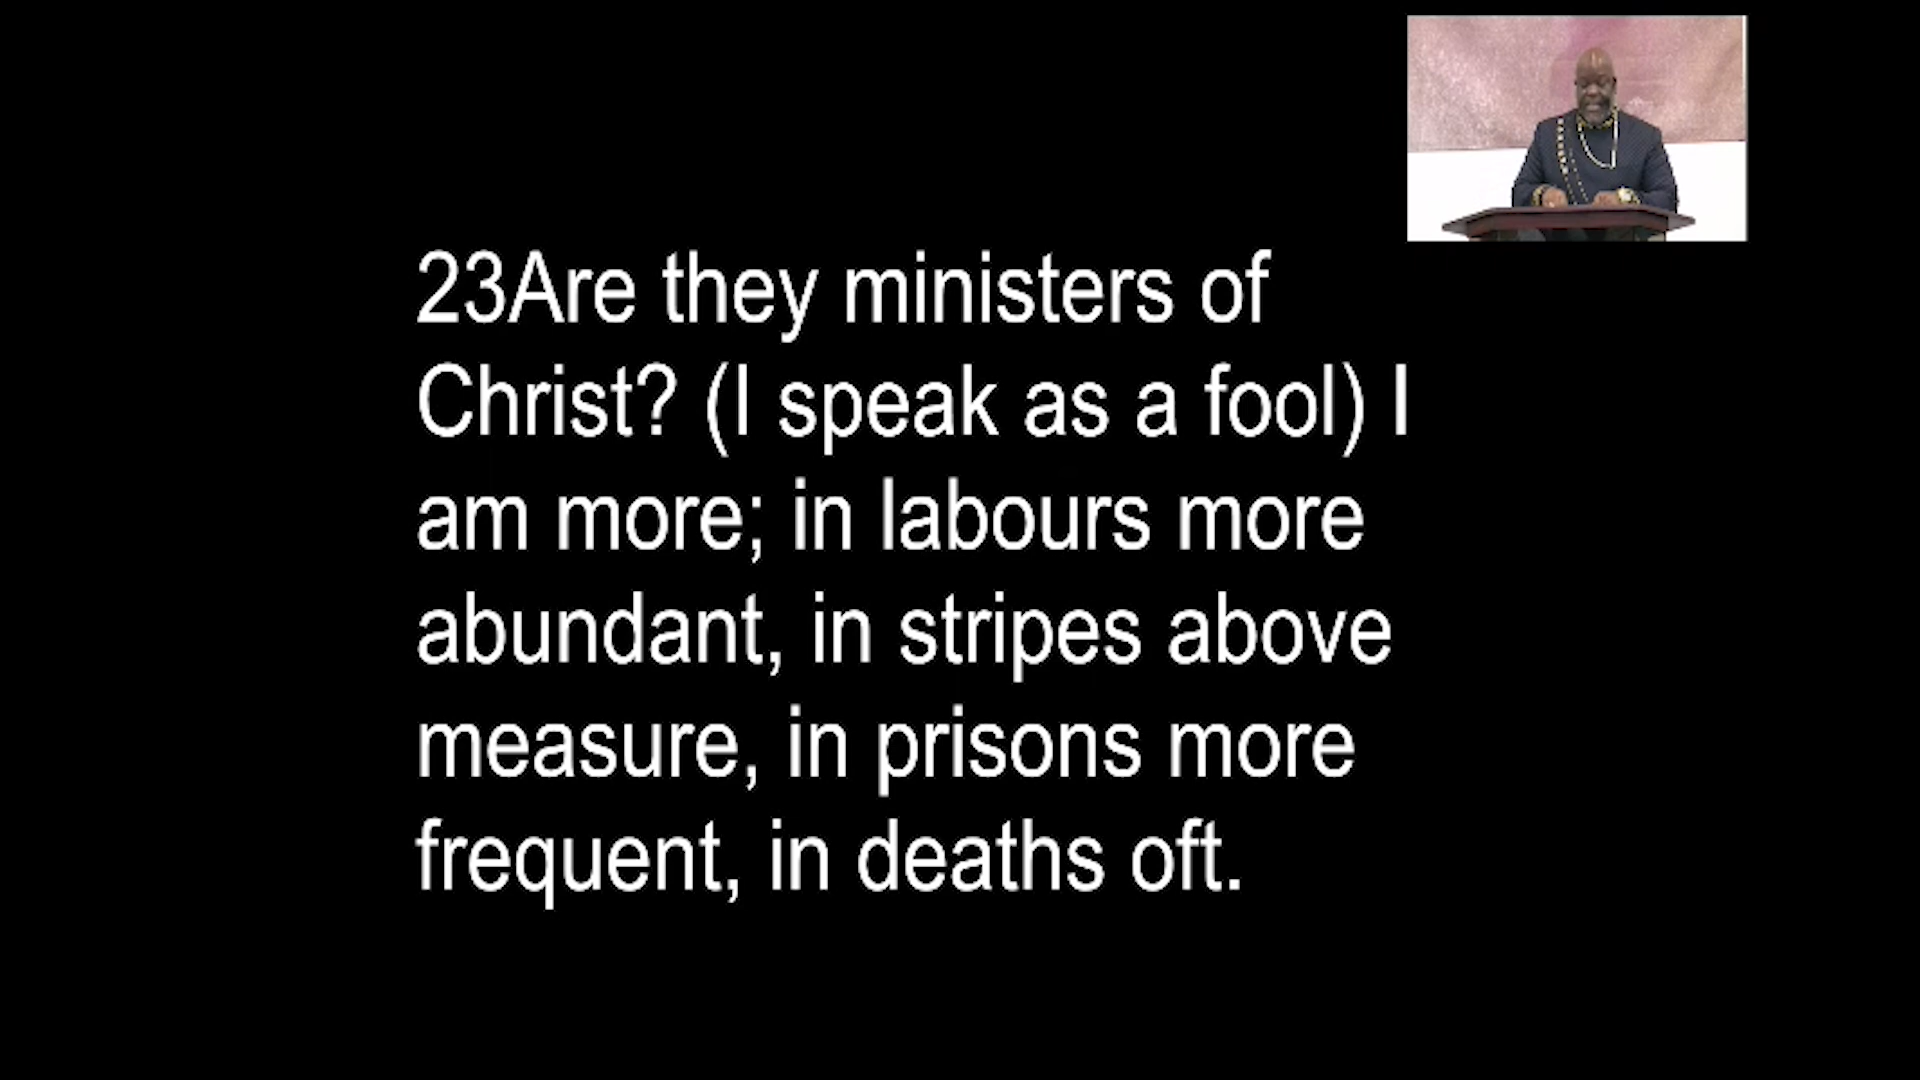 23Are they ministers of
Christ? (I speak as a fool) I
am more; in labours more
abundant, in stripes above
measure, in prisons more
frequent, in deaths oft.